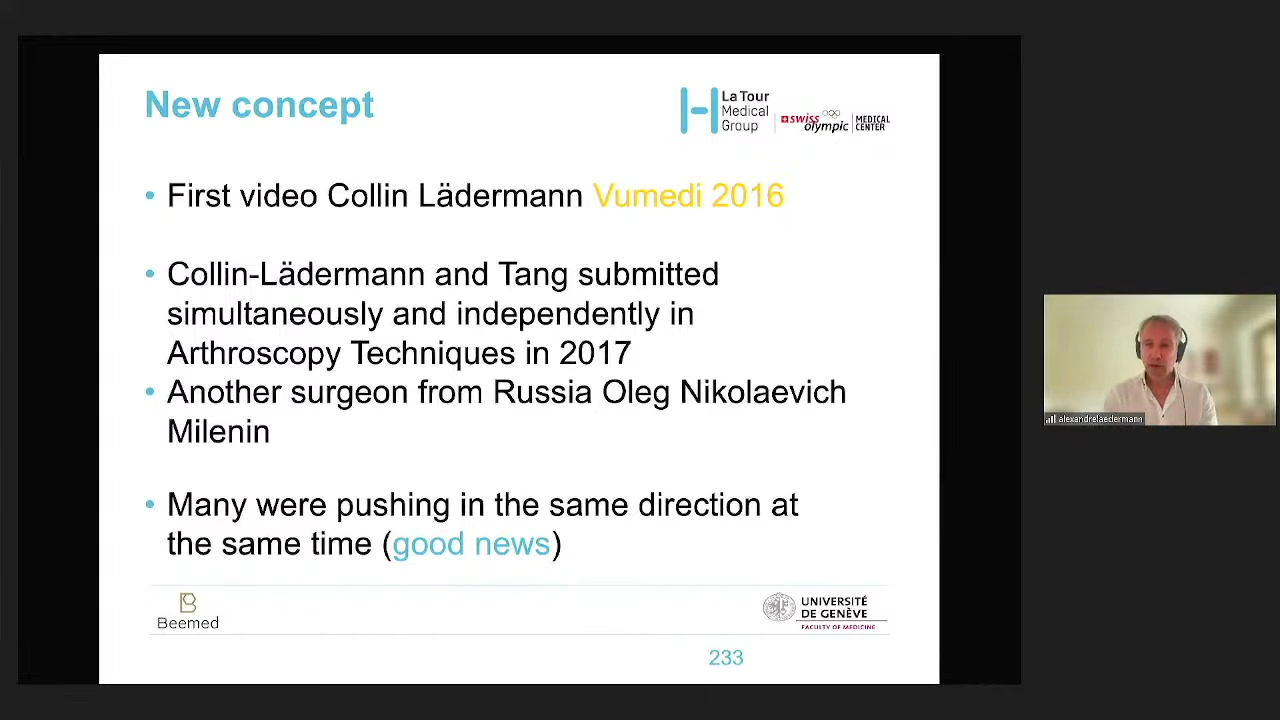 New concept
La Tour
Medical
Group
swiss
olympic
MEDICAL
CENTER
• First video Collin Lädermann Vumedi 2016
• Collin-Lädermann and Tang submitted
simultaneously and independently in
Arthroscopy Techniques in 2017
• Another surgeon from Russia Oleg Nikolaevich
Milenin
• Many were pushing in the same direction at
the same time (good news)
Beemed
UNIVERSITÉ
DE GENÈVE
FACULTY OF MEDICINE
233
alexandrelaedermann